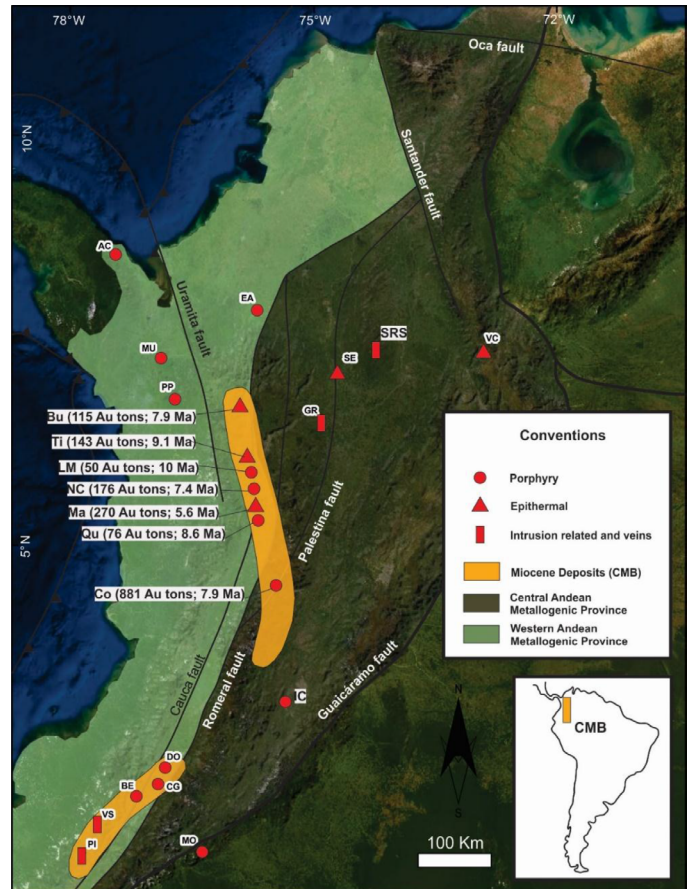 78°W
75°W
72°W
Oca fault
10°N
Santander fault
AC
Uramita fault
EA
MU
SRS
VC
SE
PP
GR
Bu (115 Au tons; 7.9 Ma)
Ti (143 Au tons; 9.1 Ma)
LM (50 Au tons; 10 Ma)
NC (176 Au tons; 7.4 Ma)
Ma (270 Au tons; 5.6 Ma)
Qu (76 Au tons; 8.6 Ma)
Palestina fault
5°N
Co (881 Au tons; 7.9 Ma)
Conventions
Porphyry
Epithermal
Intrusion related and veins
Miocene Deposits (CMB)
Central Andean
Metallogenic Province
Western Andean
Metallogenic Province
Cauca fault
Romeral fault
Guaicáramo fault
IC
N
S
CMB
DO
CG
BE
VS
PI
MO
100 Km